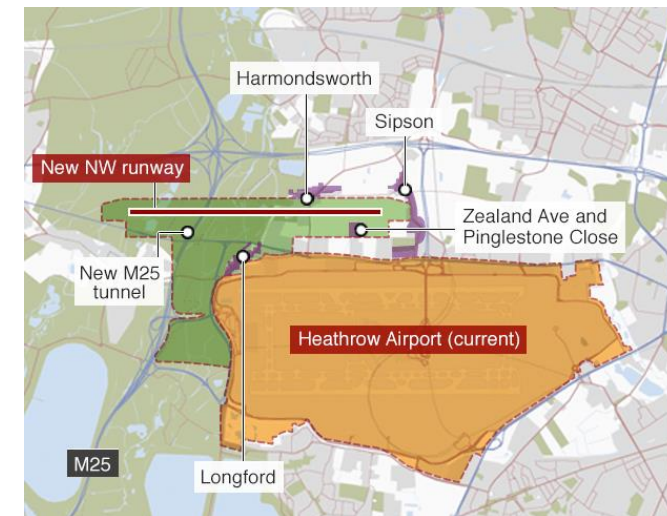 Harmondsworth
Sipson
New NW runway
Zealand Ave and
Pinglestone Close
New M25
tunnel
Heathrow Airport (current)
M25
Longford